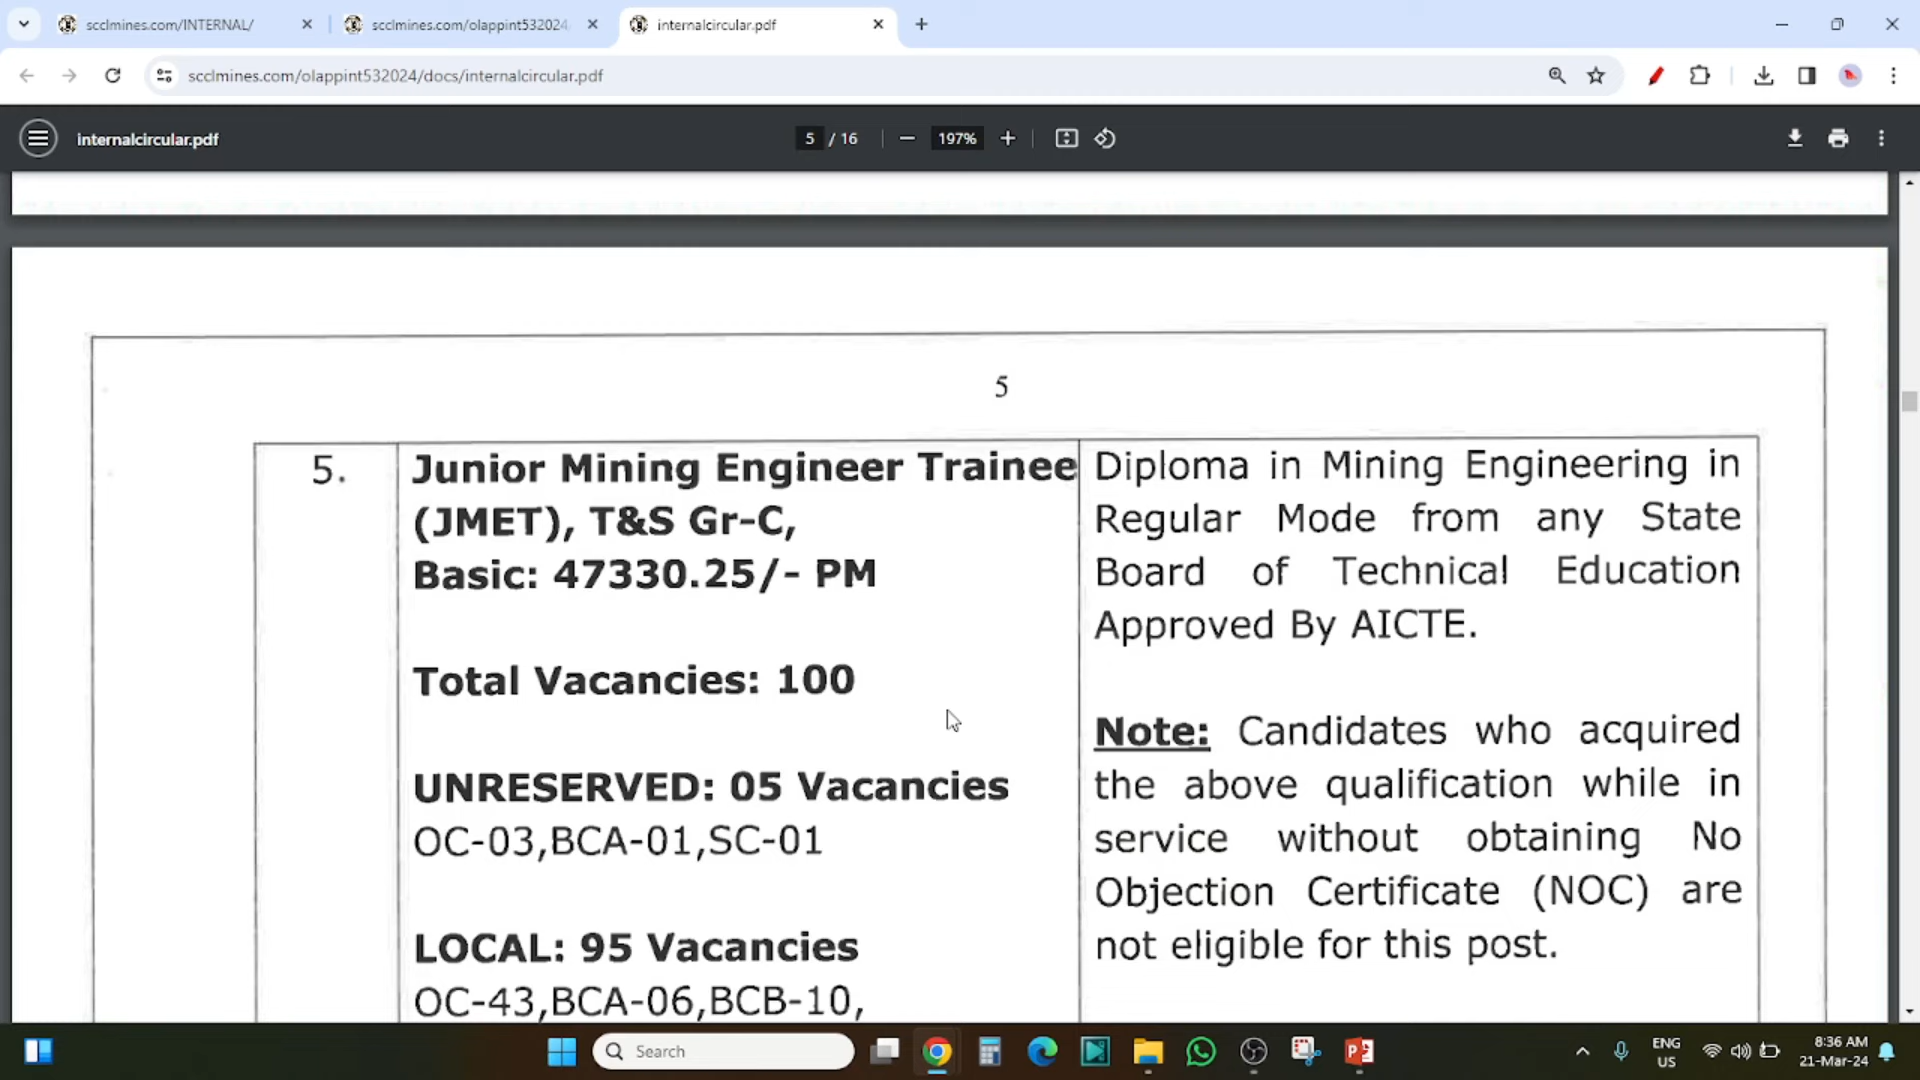 scclmines.com/INTERNAL/
scclmines.com/olappint532024
internalcircular.pdf
scclmines.com/olappint532024/docs/internalcircular.pdf
internalcircular.pdf
5 / 16
197%
5
5.
Junior Mining Engineer Trainee
(JMET), T&S Gr-C,
Basic: 47330.25/- PM
Total Vacancies: 100
UNRESERVED: 05 Vacancies
OC-03,BCA-01,SC-01
LOCAL: 95 Vacancies
OC-43,BCA-06,BCB-10,
Diploma in Mining Engineering in
Regular Mode from any State
Board of Technical Education
Approved By AICTE.
Note: Candidates who acquired
the above qualification while in
service without obtaining No
Objection Certificate (NOC) are
not eligible for this post.
Search
ENG
US
8:36 AM
21-Mar-24